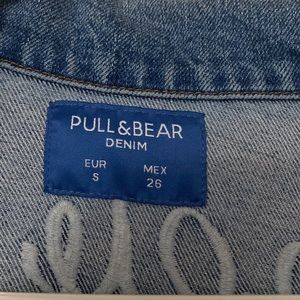 PULL&BEAR
DENIM
EUR MEX
S 26